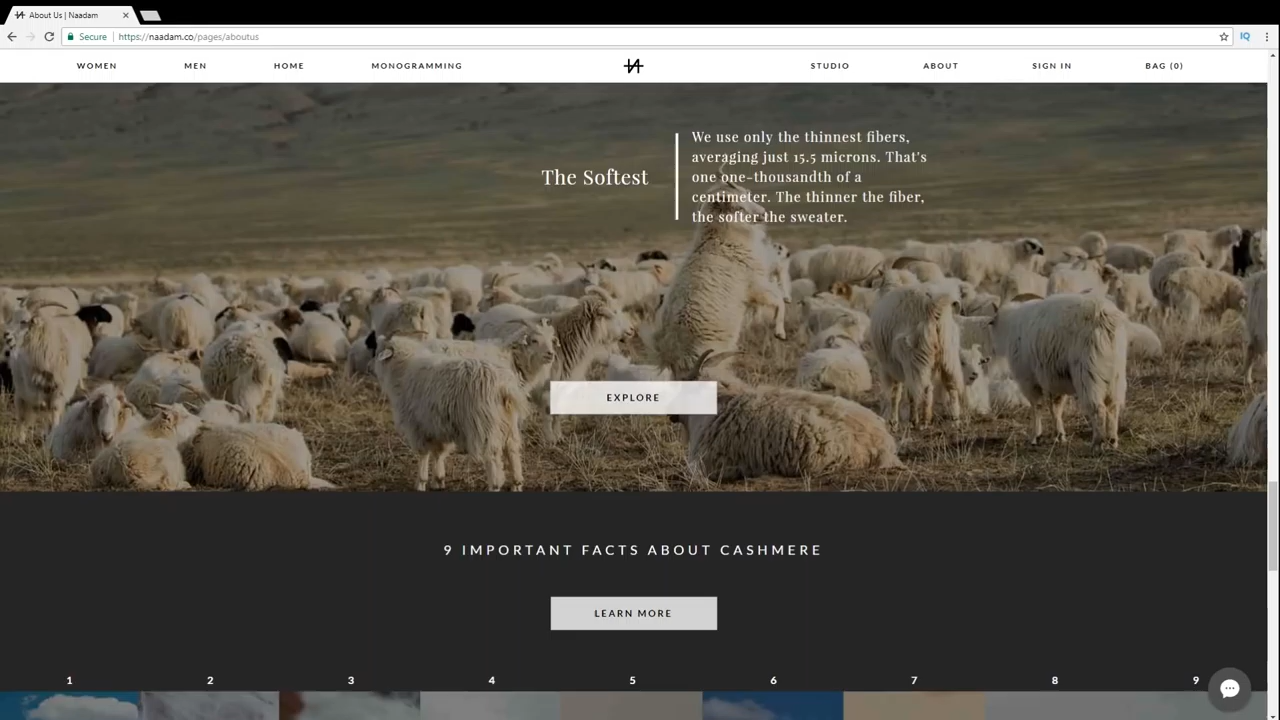 About Us | Naadam
Secure
https://naadam.co/pages/aboutus
IQ
WOMEN
MEN
HOME
MONOGRAMMING
STUDIO
ABOUT
SIGN IN
BAG (0)
The Softest
We use only the thinnest fibers,
averaging just 15.5 microns. That's
one one-thousandth of a
centimeter. The thinner the fiber,
the softer the sweater.
EXPLORE
9 IMPORTANT FACTS ABOUT CASHMERE
LEARN MORE
1 2 3 4 5 6 7 8 9